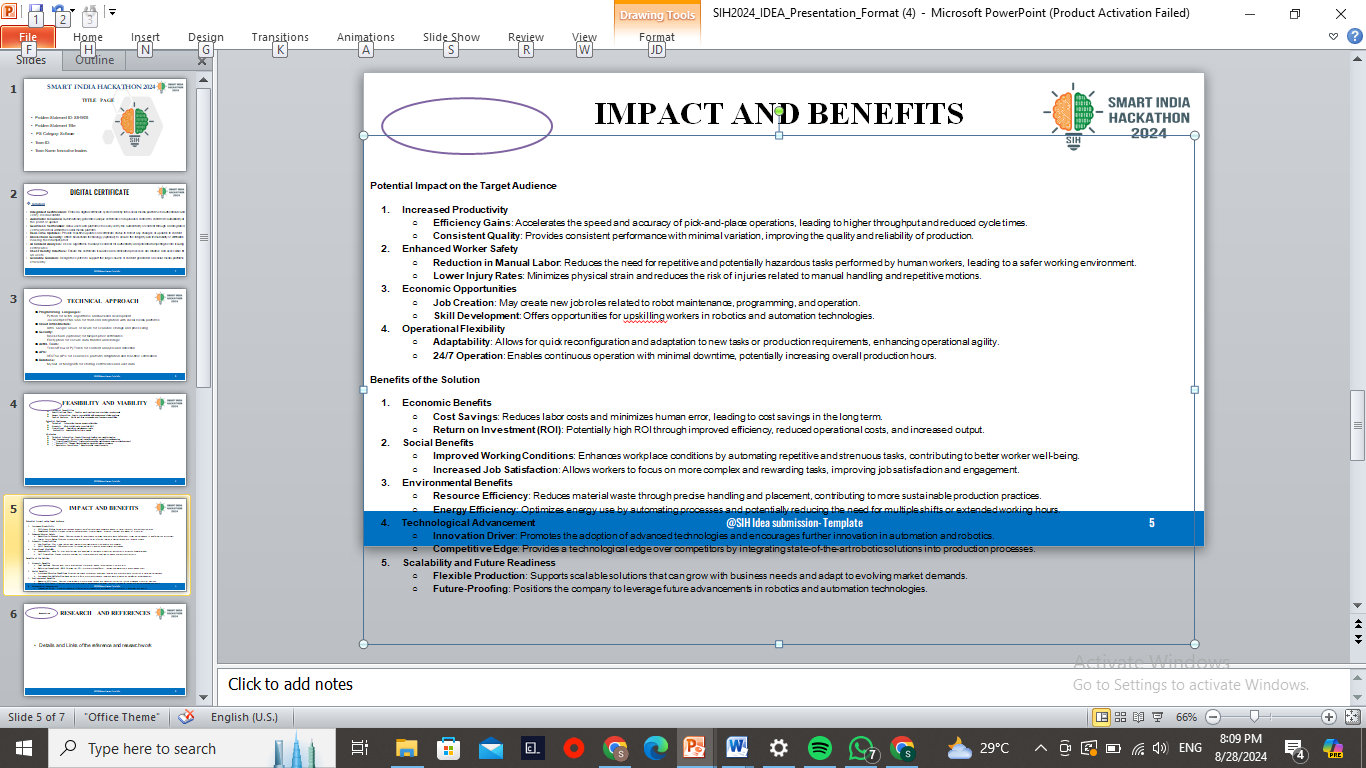 SIH2024_IDEA_Presentation_Format (4) - Microsoft PowerPoint (Product Activation Failed)
Drawing Tools
1 2 3
File Home Insert Design Transitions Animations Slide Show Review View Format
F H N G K A S R W JD
Slides Outline
1
SMART INDIA HACKATHON 2024
TITLE PAGE
2
DIGITAL CERTIFICATE
3
TECHNICAL APPROACH
4
FEASIBILITY AND VIABILITY
5
IMPACT AND BENEFITS
6
RESEARCH AND REFERENCES
Details and Links of the reference and research work
IMPACT AND BENEFITS
SMART INDIA
HACKATHON
2024
SIH
Potential Impact on the Target Audience
1. Increased Productivity
o Efficiency Gains: Accelerates the speed and accuracy of pick-and-place operations, leading to higher throughput and reduced cycle times.
o Consistent Quality: Provides consistent performance with minimal variation, improving the quality and reliability of production.
2. Enhanced Worker Safety
o Reduction in Manual Labor: Reduces the need for repetitive and potentially hazardous tasks performed by human workers, leading to a safer working environment.
o Lower Injury Rates: Minimizes physical strain and reduces the risk of injuries related to manual handling and repetitive motions.
3. Economic Opportunities
o Job Creation: May create new job roles related to robot maintenance, programming, and operation.
o Skill Development: Offers opportunities for upskilling workers in robotics and automation technologies.
4. Operational Flexibility
o Adaptability: Allows for quick reconfiguration and adaptation to new tasks or production requirements, enhancing operational agility.
o 24/7 Operation: Enables continuous operation with minimal downtime, potentially increasing overall production hours.
Benefits of the Solution
1. Economic Benefits
o Cost Savings: Reduces labor costs and minimizes human error, leading to cost savings in the long term.
o Return on Investment (ROI): Potentially high ROI through improved efficiency, reduced operational costs, and increased output.
2. Social Benefits
o Improved Working Conditions: Enhances workplace conditions by automating repetitive and strenuous tasks, contributing to better worker well-being.
o Increased Job Satisfaction: Allows workers to focus on more complex and rewarding tasks, improving job satisfaction and engagement.
3. Environmental Benefits
o Resource Efficiency: Reduces material waste through precise handling and placement, contributing to more sustainable production practices.
o Energy Efficiency: Optimizes energy use by automating processes and potentially reducing the need for multiple shifts or extended working hours.
4. Technological Advancement
@SIH Idea submission- Template 5
o Innovation Driver: Promotes the adoption of advanced technologies and encourages further innovation in automation and robotics.
o Competitive Edge: Provides a technological edge over competitors by integrating state-of-the-art robotic solutions into production processes.
5. Scalability and Future Readiness
o Flexible Production: Supports scalable solutions that can grow with business needs and adapt to evolving market demands.
o Future-Proofing: Positions the company to leverage future advancements in robotics and automation technologies.
Click to add notes
Activate Windows
Go to Settings to activate Windows.
Slide 5 of 7 "Office Theme" English (U.S.) 66%
Type here to search
7
29°C
ENG
8:09 PM
8/28/2024
4
PRE